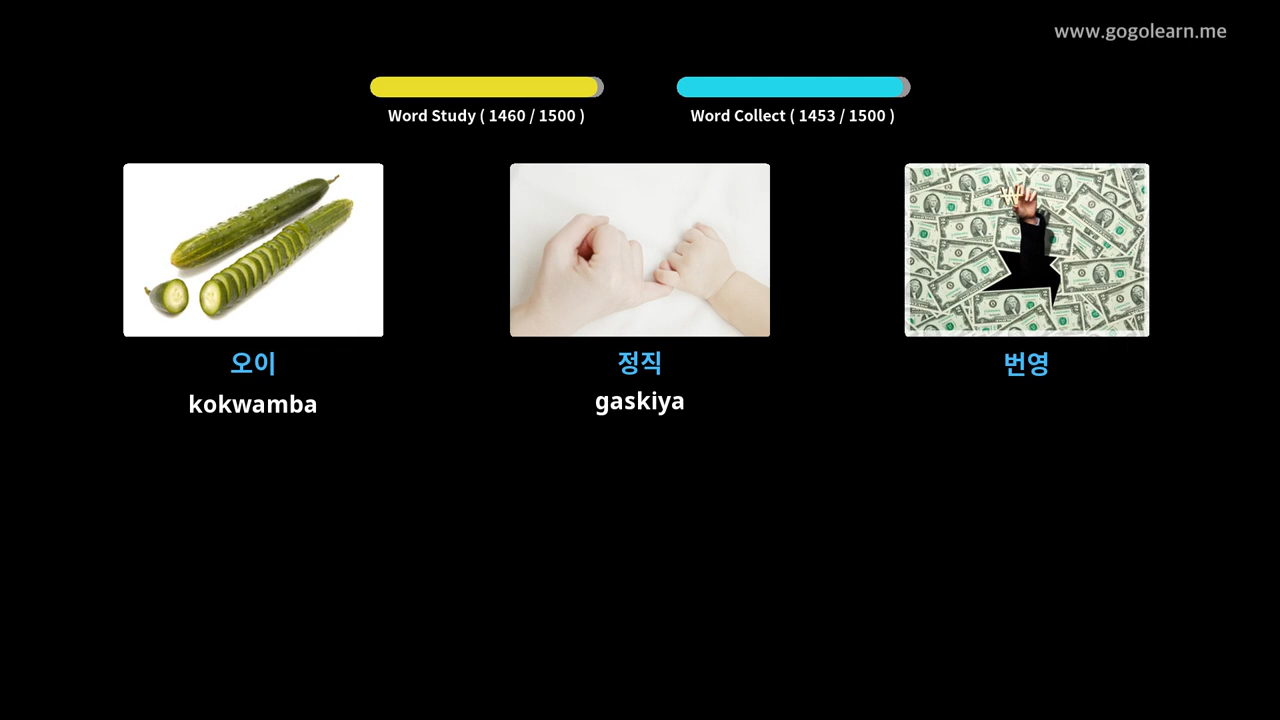 www.gogolearn.me
Word Study ( 1460 / 1500 )
Word Collect ( 1453 / 1500 )
오이
정직
번영
kokwamba
gaskiya